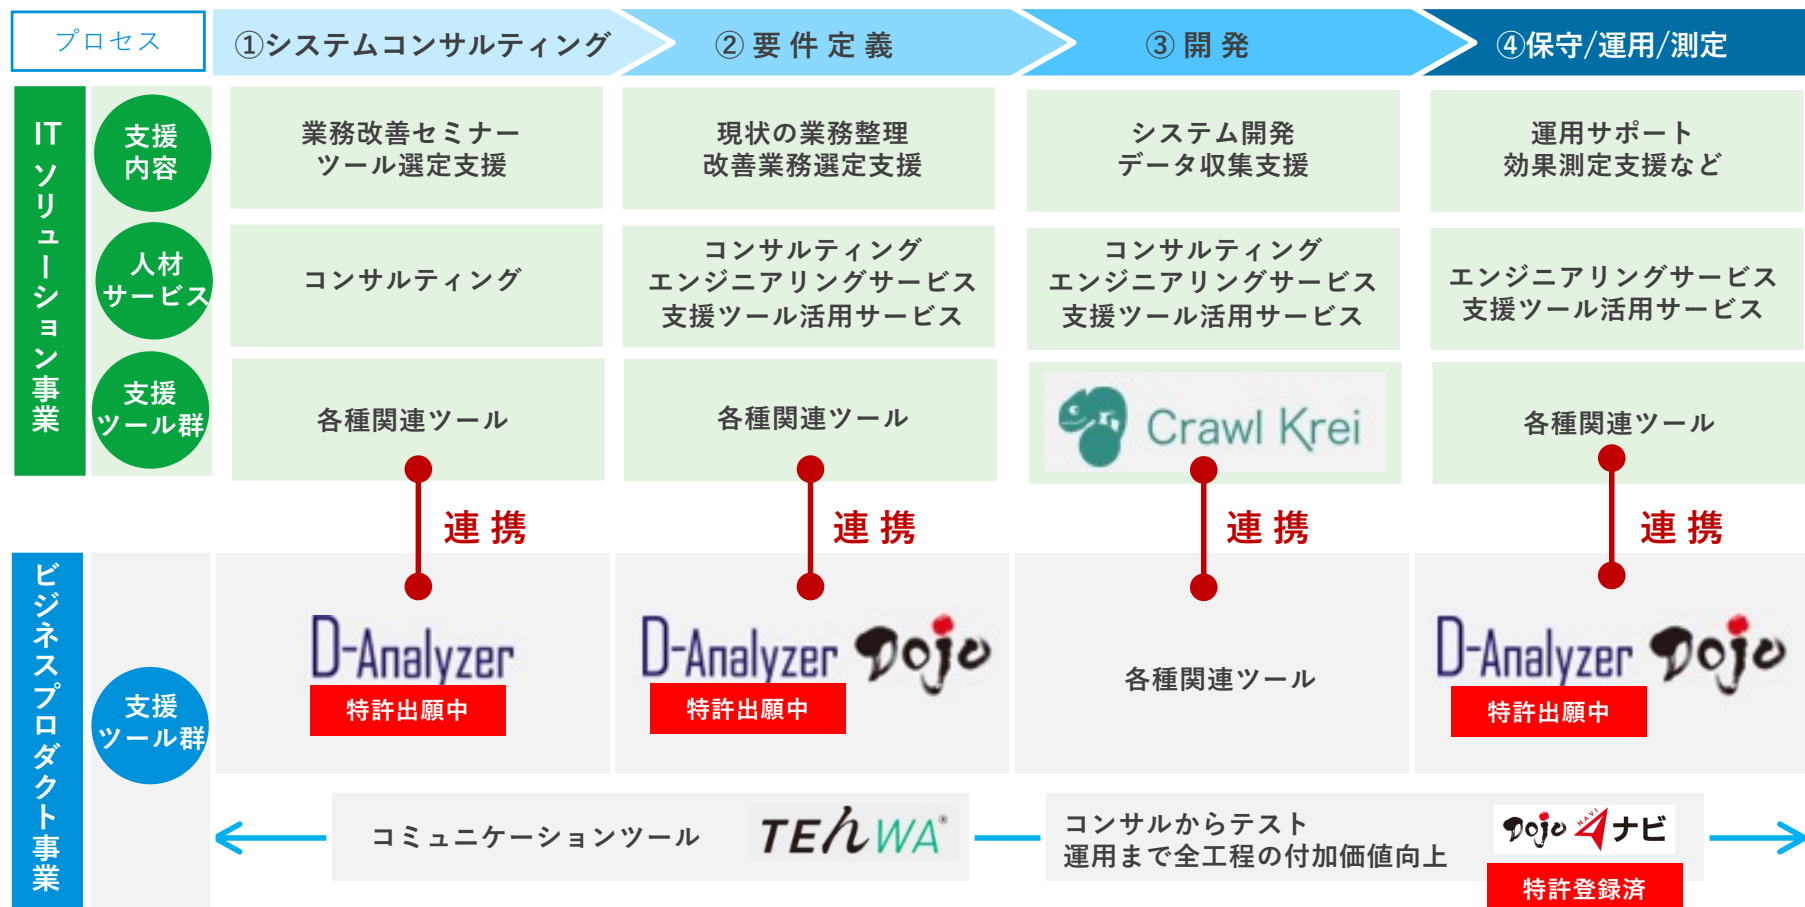 プロセス
①システムコンサルティング
②要件定義
③開発
④保守/運用/測定
ITソリューション事業
支援
内容
業務改善セミナー
ツール選定支援
現状の業務整理
改善業務選定支援
システム開発
データ収集支援
運用サポート
効果測定支援など
人材
サービス
コンサルティング
コンサルティング
エンジニアリングサービス
支援ツール活用サービス
コンサルティング
エンジニアリングサービス
支援ツール活用サービス
エンジニアリングサービス
支援ツール活用サービス
支援
ツール群
各種関連ツール
各種関連ツール
Crawl Krei
各種関連ツール
連携
連携
連携
連携
ビジネスプロダクト事業
支援
ツール群
D-Analyzer
特許出願中
D-Analyzer Dojo
特許出願中
各種関連ツール
D-Analyzer Dojo
特許出願中
コミュニケーションツール
TEhWA®
コンサルからテスト
運用まで全工程の付加価値向上
Dojo NAVI ナビ
特許登録済